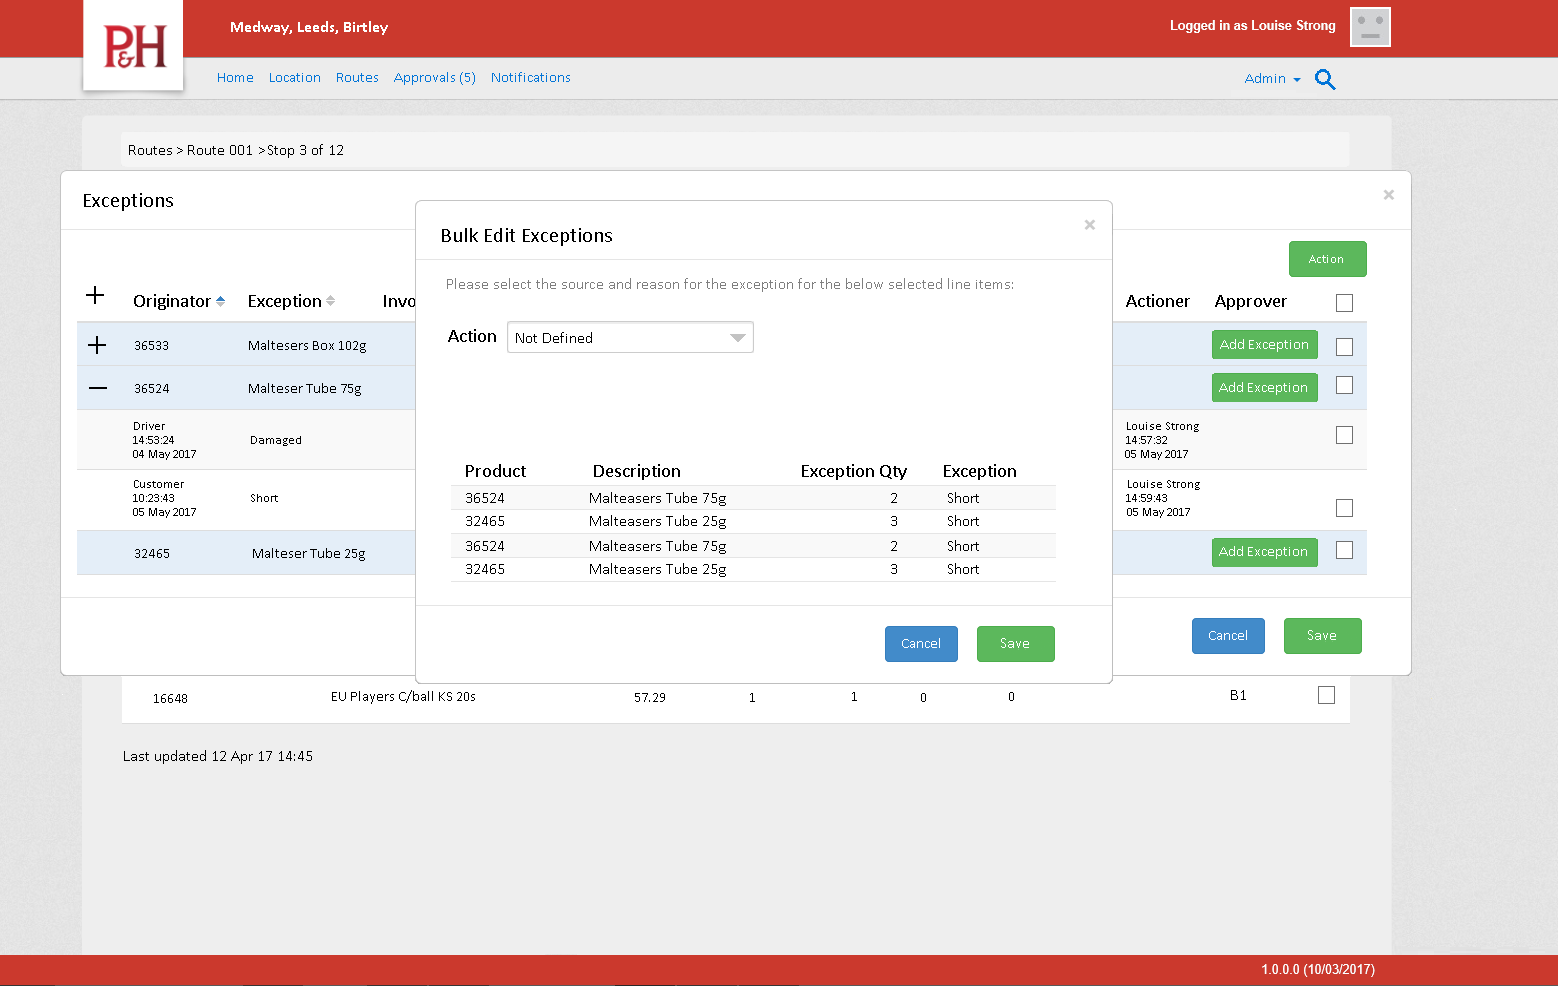 P&H
Medway, Leeds, Birtley
Logged in as Louise Strong
Home Location Routes Approvals (5) Notifications
Admin
Routes > Route 001 >Stop 3 of 12
Exceptions
×
Action
Originator Exception Invo
Actioner Approver
36533 Maltesers Box 102g
Add Exception
36524 Malteser Tube 75g
Add Exception
Driver
14:53:24
04 May 2017
Damaged
Louise Strong
14:57:32
05 May 2017
Customer
10:23:43
05 May 2017
Short
Louise Strong
14:59:43
05 May 2017
32465 Malteser Tube 25g
Add Exception
Cancel Save
Bulk Edit Exceptions
×
Please select the source and reason for the exception for the below selected line items:
Action Not Defined
Product Description Exception Qty Exception
36524 Malteasers Tube 75g 2 Short
32465 Malteasers Tube 25g 3 Short
36524 Malteasers Tube 75g 2 Short
32465 Malteasers Tube 25g 3 Short
Cancel Save
16648 EU Players C/ball KS 20s 57.29 1 1 0 0 B1
Last updated 12 Apr 17 14:45
1.0.0.0 (10/03/2017)